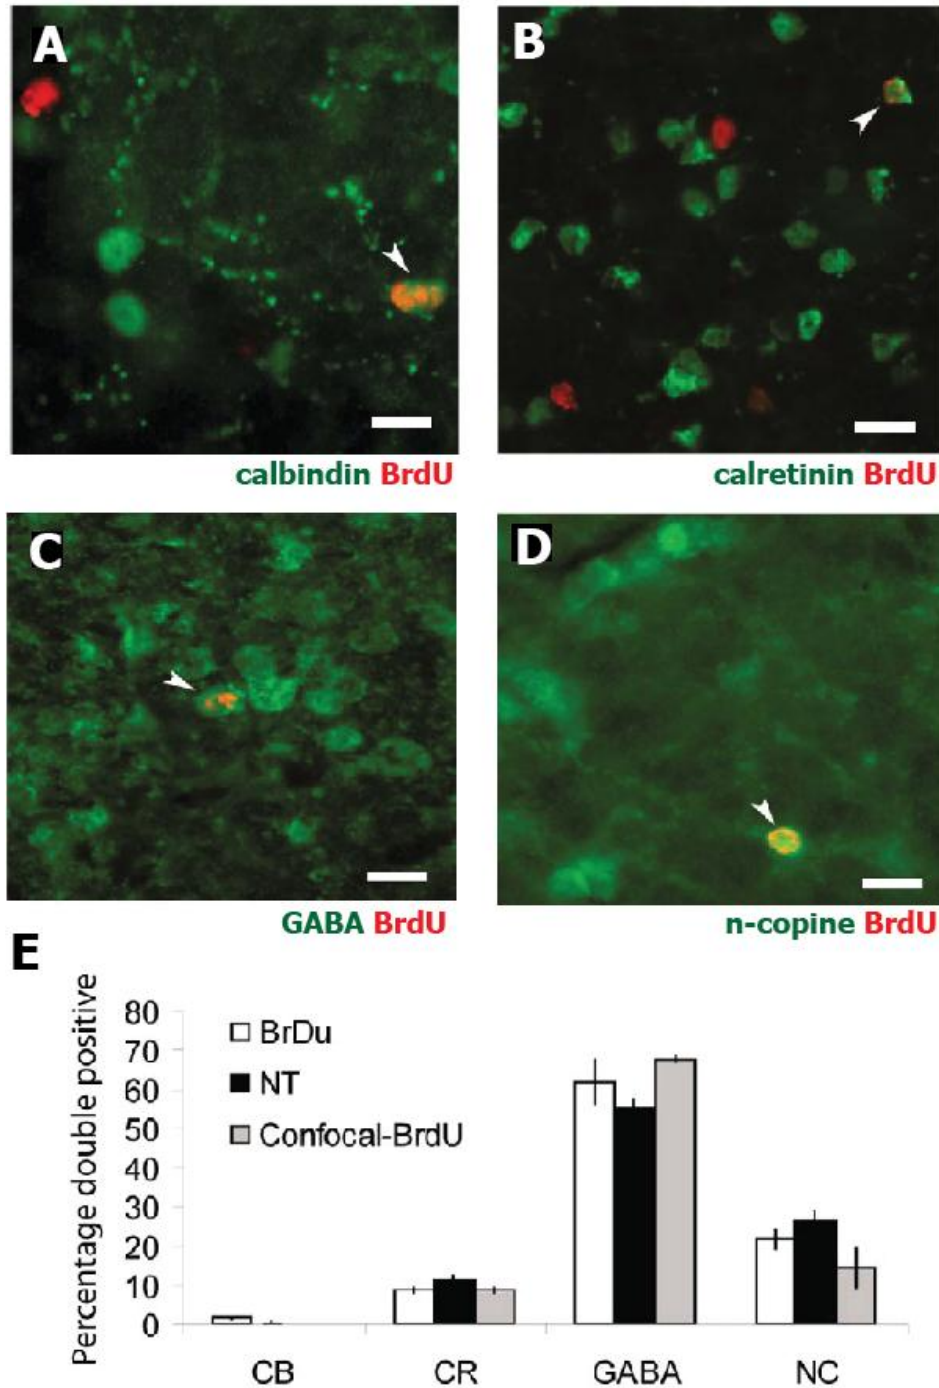 A
B
calbindin BrdU
calretinin BrdU
C
D
GABA BrdU
n-copine BrdU
E
Percentage double positive
80
70
60
50
40
30
20
10
0
BrDu
NT
Confocal-BrdU
CB
CR
GABA
NC